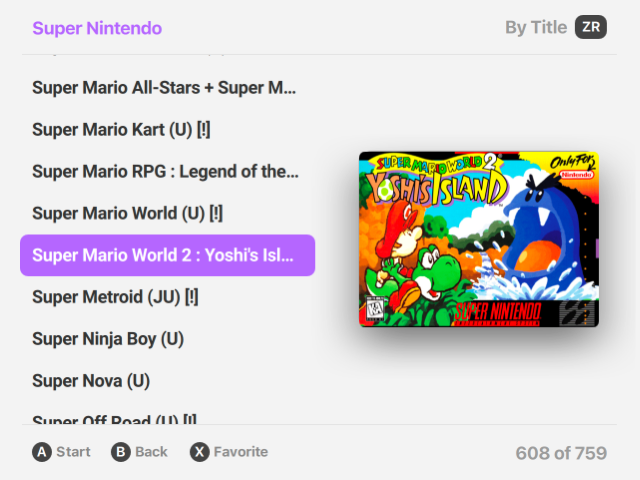 Super Nintendo
By Title ZR
Super Mario All-Stars + Super M...
Super Mario Kart (U) [!]
Super Mario RPG : Legend of the...
Super Mario World (U) [!]
Super Mario World 2 : Yoshi's Isl...
Super Metroid (JU) [!]
Super Ninja Boy (U)
Super Nova (U)
Super Off Road (U) [!]
SUPER MARIO WORLD 2
YOSHI'S ISLAND
Only For
Nintendo
K-A
SUPER NINTENDO
A Start B Back X Favorite
608 of 759